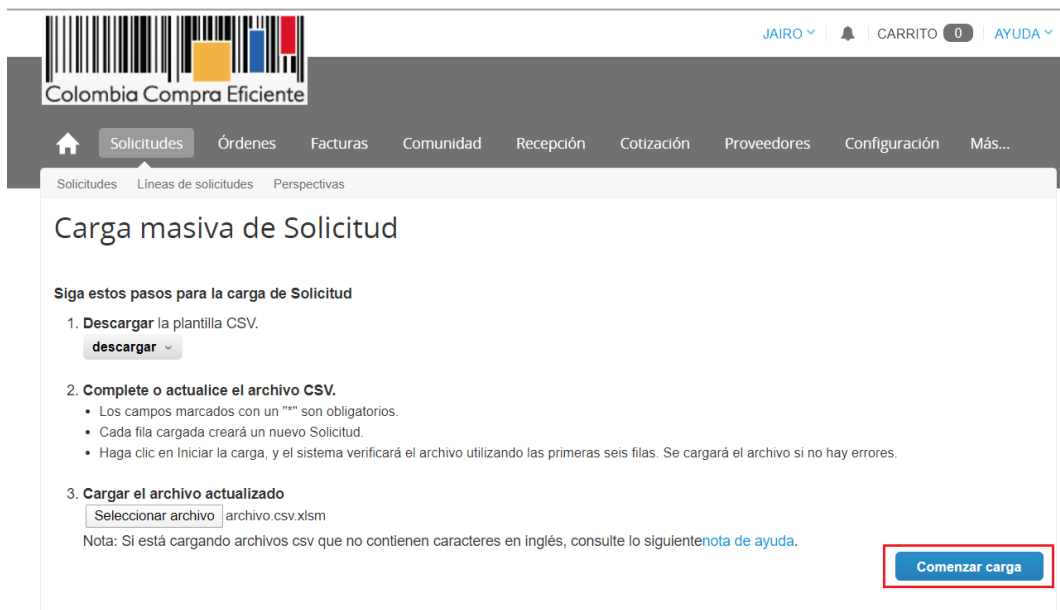 JAIRO
CARRITO 0
AYUDA
Colombia Compra Eficiente
Solicitudes Órdenes Facturas Comunidad Recepción Cotización Proveedores Configuración Más...
Solicitudes Líneas de solicitudes Perspectivas
Carga masiva de Solicitud
Siga estos pasos para la carga de Solicitud
1. Descargar la plantilla CSV.
descargar
2. Complete o actualice el archivo CSV.
• Los campos marcados con un "*" son obligatorios.
• Cada fila cargada creará un nuevo Solicitud.
• Haga clic en Iniciar la carga, y el sistema verificará el archivo utilizando las primeras seis filas. Se cargará el archivo si no hay errores.
3. Cargar el archivo actualizado
Seleccionar archivo archivo.csv.xlsm
Nota: Si está cargando archivos csv que no contienen caracteres en inglés, consulte lo siguientenota de ayuda.
Comenzar carga